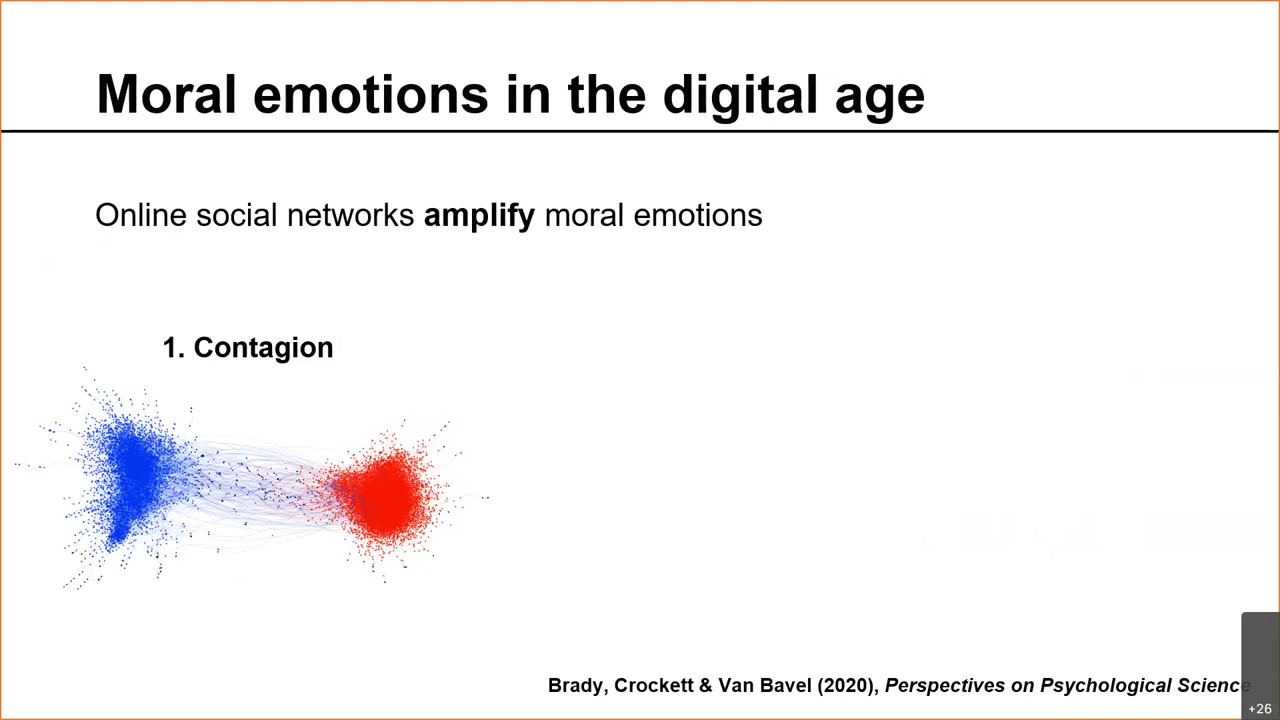 Moral emotions in the digital age
Online social networks amplify moral emotions
1. Contagion
Brady, Crockett & Van Bavel (2020), Perspectives on Psychological Science
+26